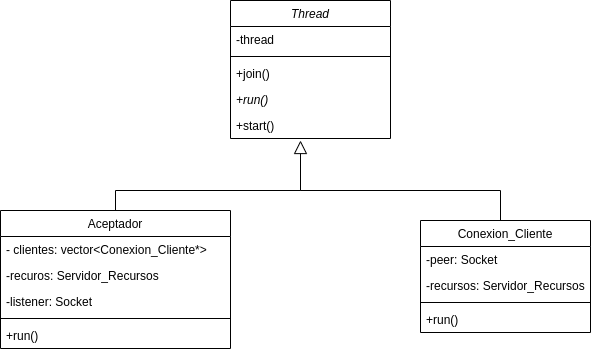 Thread
-thread
+join()
+run()
+start()
Aceptador
- clientes: vector<Conexion_Cliente*>
-recuros: Servidor_Recursos
-listener: Socket
+run()
Conexion_Cliente
-peer: Socket
-recursos: Servidor_Recursos
+run()